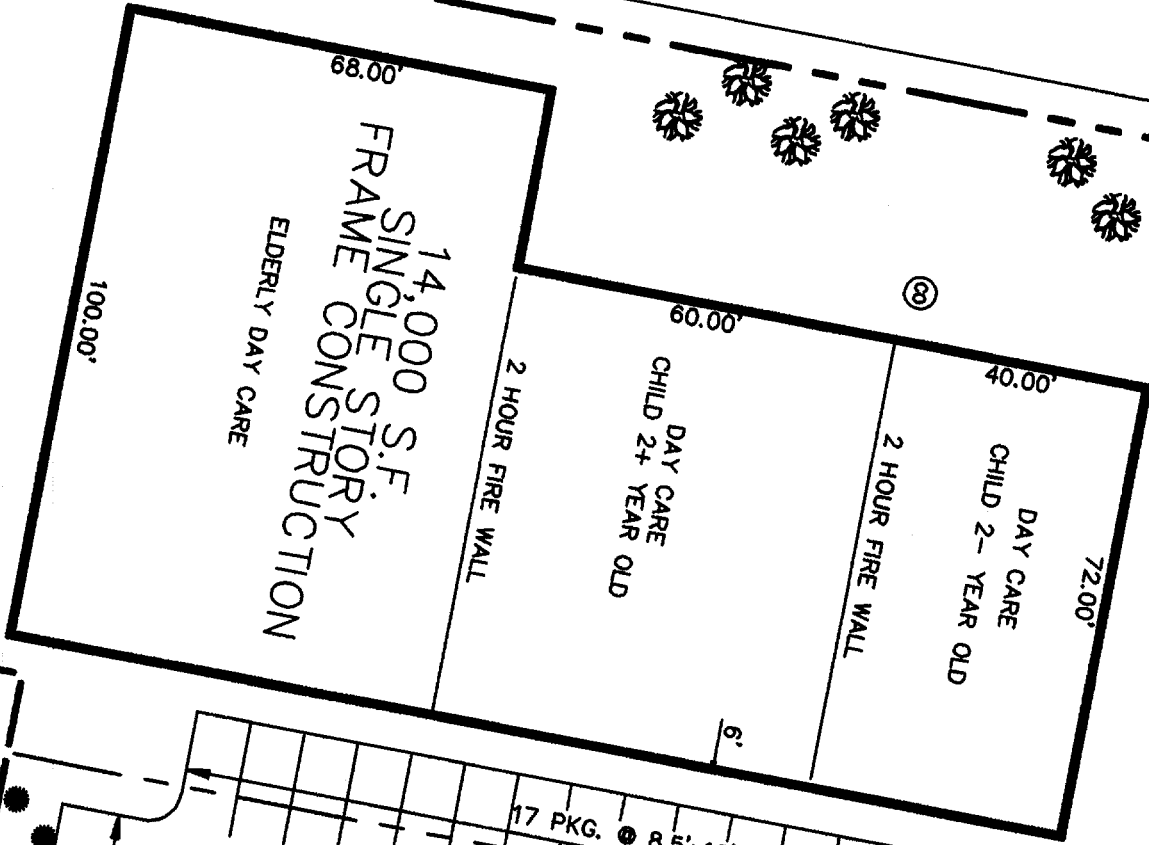 68.00'
14,000 S.F.
SINGLE STORY
FRAME CONSTRUCTION
ELDERLY DAY CARE
100.00'
2 HOUR FIRE WALL
60.00'
DAY CARE
CHILD 2+ YEAR OLD
8
40.00'
2 HOUR FIRE WALL
DAY CARE
CHILD 2- YEAR OLD
72.00'
6'
17 PKG. @ 8.5'